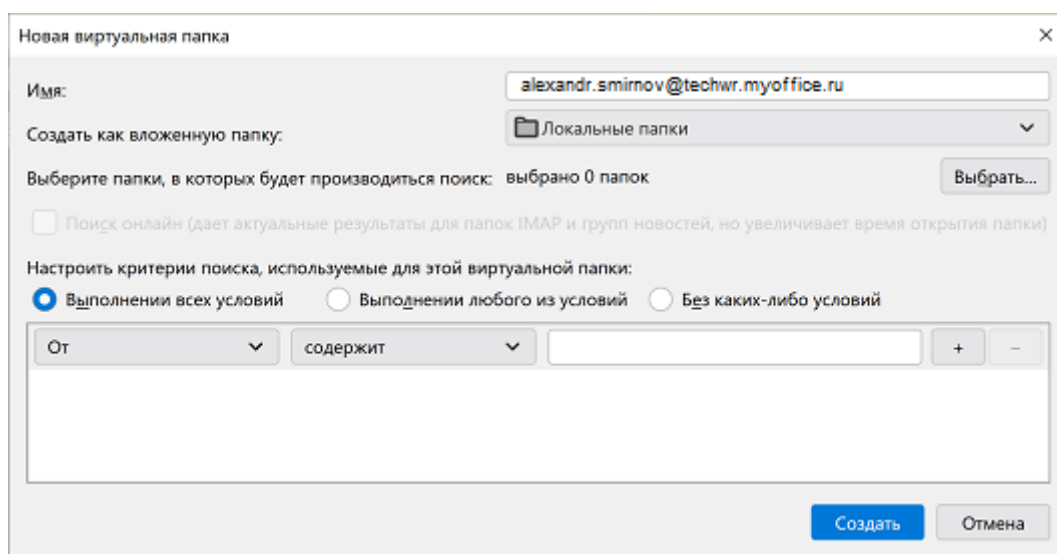 Новая виртуальная папка
Имя: alexandr.smirnov@techwr.myoffice.ru
Создать как вложенную папку: Локальные папки
Выберите папки, в которых будет производиться поиск: выбрано 0 папок Выбрать...
Поиск онлайн (дает актуальные результаты для папок IMAP и групп новостей, но увеличивает время открытия папки)
Настроить критерии поиска, используемые для этой виртуальной папки:
Выполнении всех условий Выполнении любого из условий Без каких-либо условий
От содержит + −
Создать Отмена